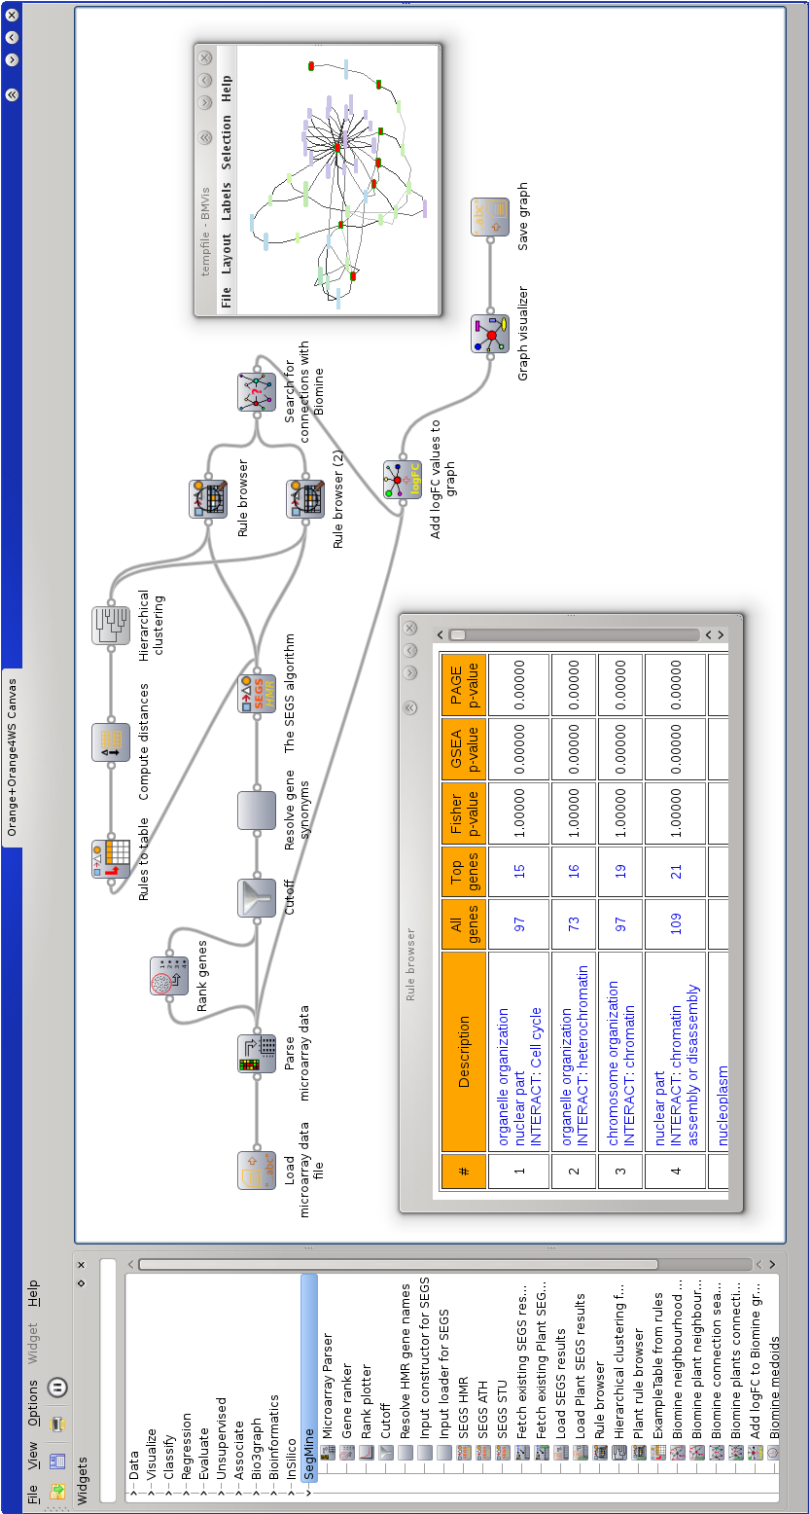 Orange+Orange4WS Canvas
File View Options Widget Help
Widgets
Data
Visualize
Classify
Regression
Evaluate
Unsupervised
Associate
Bio3graph
Bioinformatics
InSilico
SegMine
Microarray Parser
Gene ranker
Rank plotter
Cutoff
Resolve HMR gene names
Input constructor for SEGS
Input loader for SEGS
SEGS HMR
SEGS ATH
SEGS STU
Fetch existing SEGS res...
Fetch existing Plant SEG...
Load SEGS results
Load Plant SEGS results
Rule browser
Hierarchical clustering f...
Plant rule browser
ExampleTable from rules
Biomine neighbourhood ...
Biomine plant neighbour...
Biomine connection sea...
Biomine plants connecti...
Add logFC to Biomine gr...
Biomine medoids
Load
microarray data
file
Parse
microarray data
Rank genes
Cutoff
Resolve gene
synonyms
The SEGS algorithm
SEGS
HMR
Rules to table
Compute distances
Hierarchical
clustering
Rule browser
Rule browser (2)
Search for
connections with
Biomine
logFC
Add logFC values to
graph
Graph visualizer
"abc"
Save graph
"abc"
tempfile - BMVis
File Layout Labels Selection Help
Rule browser
# Description All genes Top genes Fisher p-value GSEA p-value PAGE p-value
1 organelle organization
nuclear part
INTERACT: Cell cycle 97 15 1.00000 0.00000 0.00000
2 organelle organization
INTERACT: heterochromatin 73 16 1.00000 0.00000 0.00000
3 chromosome organization
INTERACT: chromatin 97 19 1.00000 0.00000 0.00000
4 nuclear part
INTERACT: chromatin
assembly or disassembly 109 21 1.00000 0.00000 0.00000
nucleoplasm